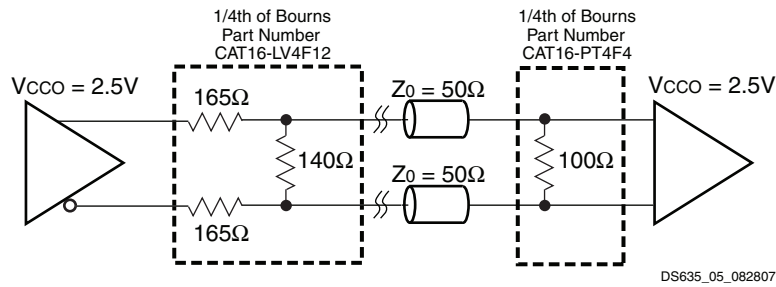 1/4th of Bourns
Part Number
CAT16-LV4F12
1/4th of Bourns
Part Number
CAT16-PT4F4
VCCO = 2.5V
165Ω
Z0 = 50Ω
VCCO = 2.5V
140Ω
100Ω
Z0 = 50Ω
165Ω
DS635_05_082807